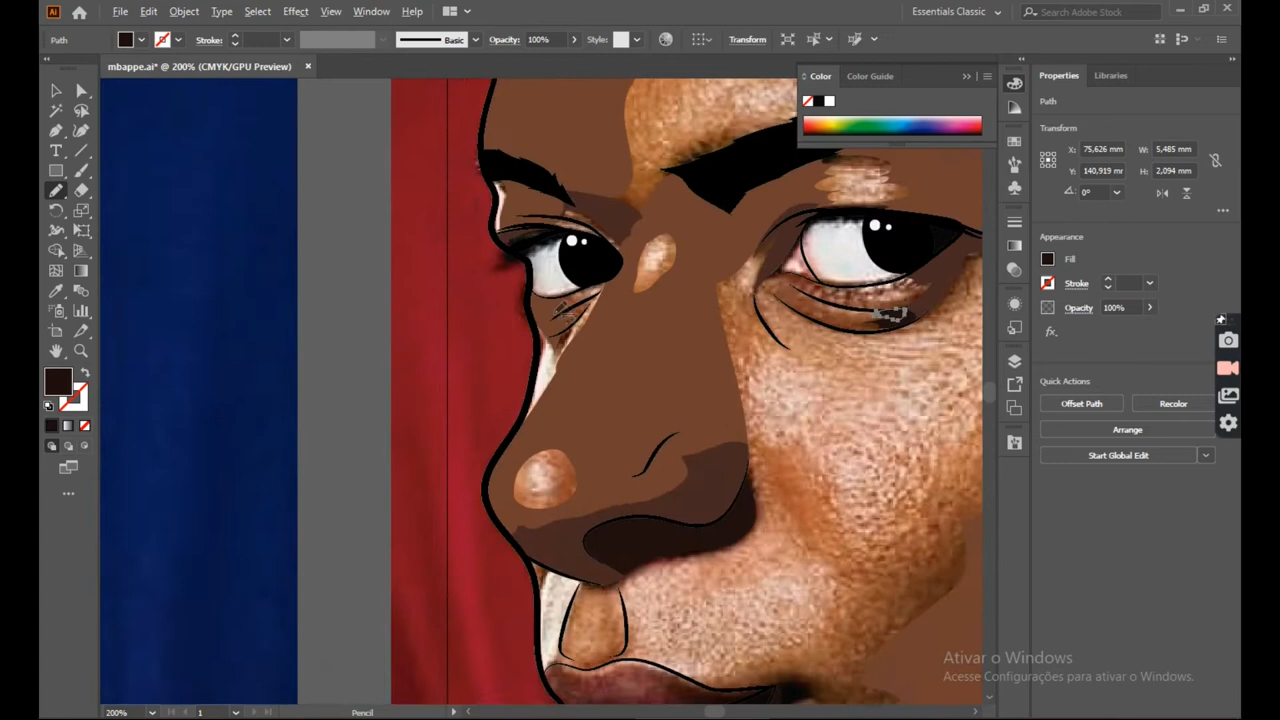 Ai File Edit Object Type Select Effect View Window Help Essentials Classic Search Adobe Stock
Path Stroke: Basic Opacity: 100% Style: Transform
mbappe.ai* @ 200% (CMYK/GPU Preview) ×
Color Color Guide
Properties Libraries
Path
Transform
X: 75,626 mm W: 5,485 mm
Y: 140,919 mr H: 2,094 mm
0°
Appearance
Fill
Stroke
Opacity 100%
fx
Quick Actions
Offset Path Recolor
Arrange
Start Global Edit
Ativar o Windows
Acesse Configurações para ativar o Windows.
200% 1 Pencil